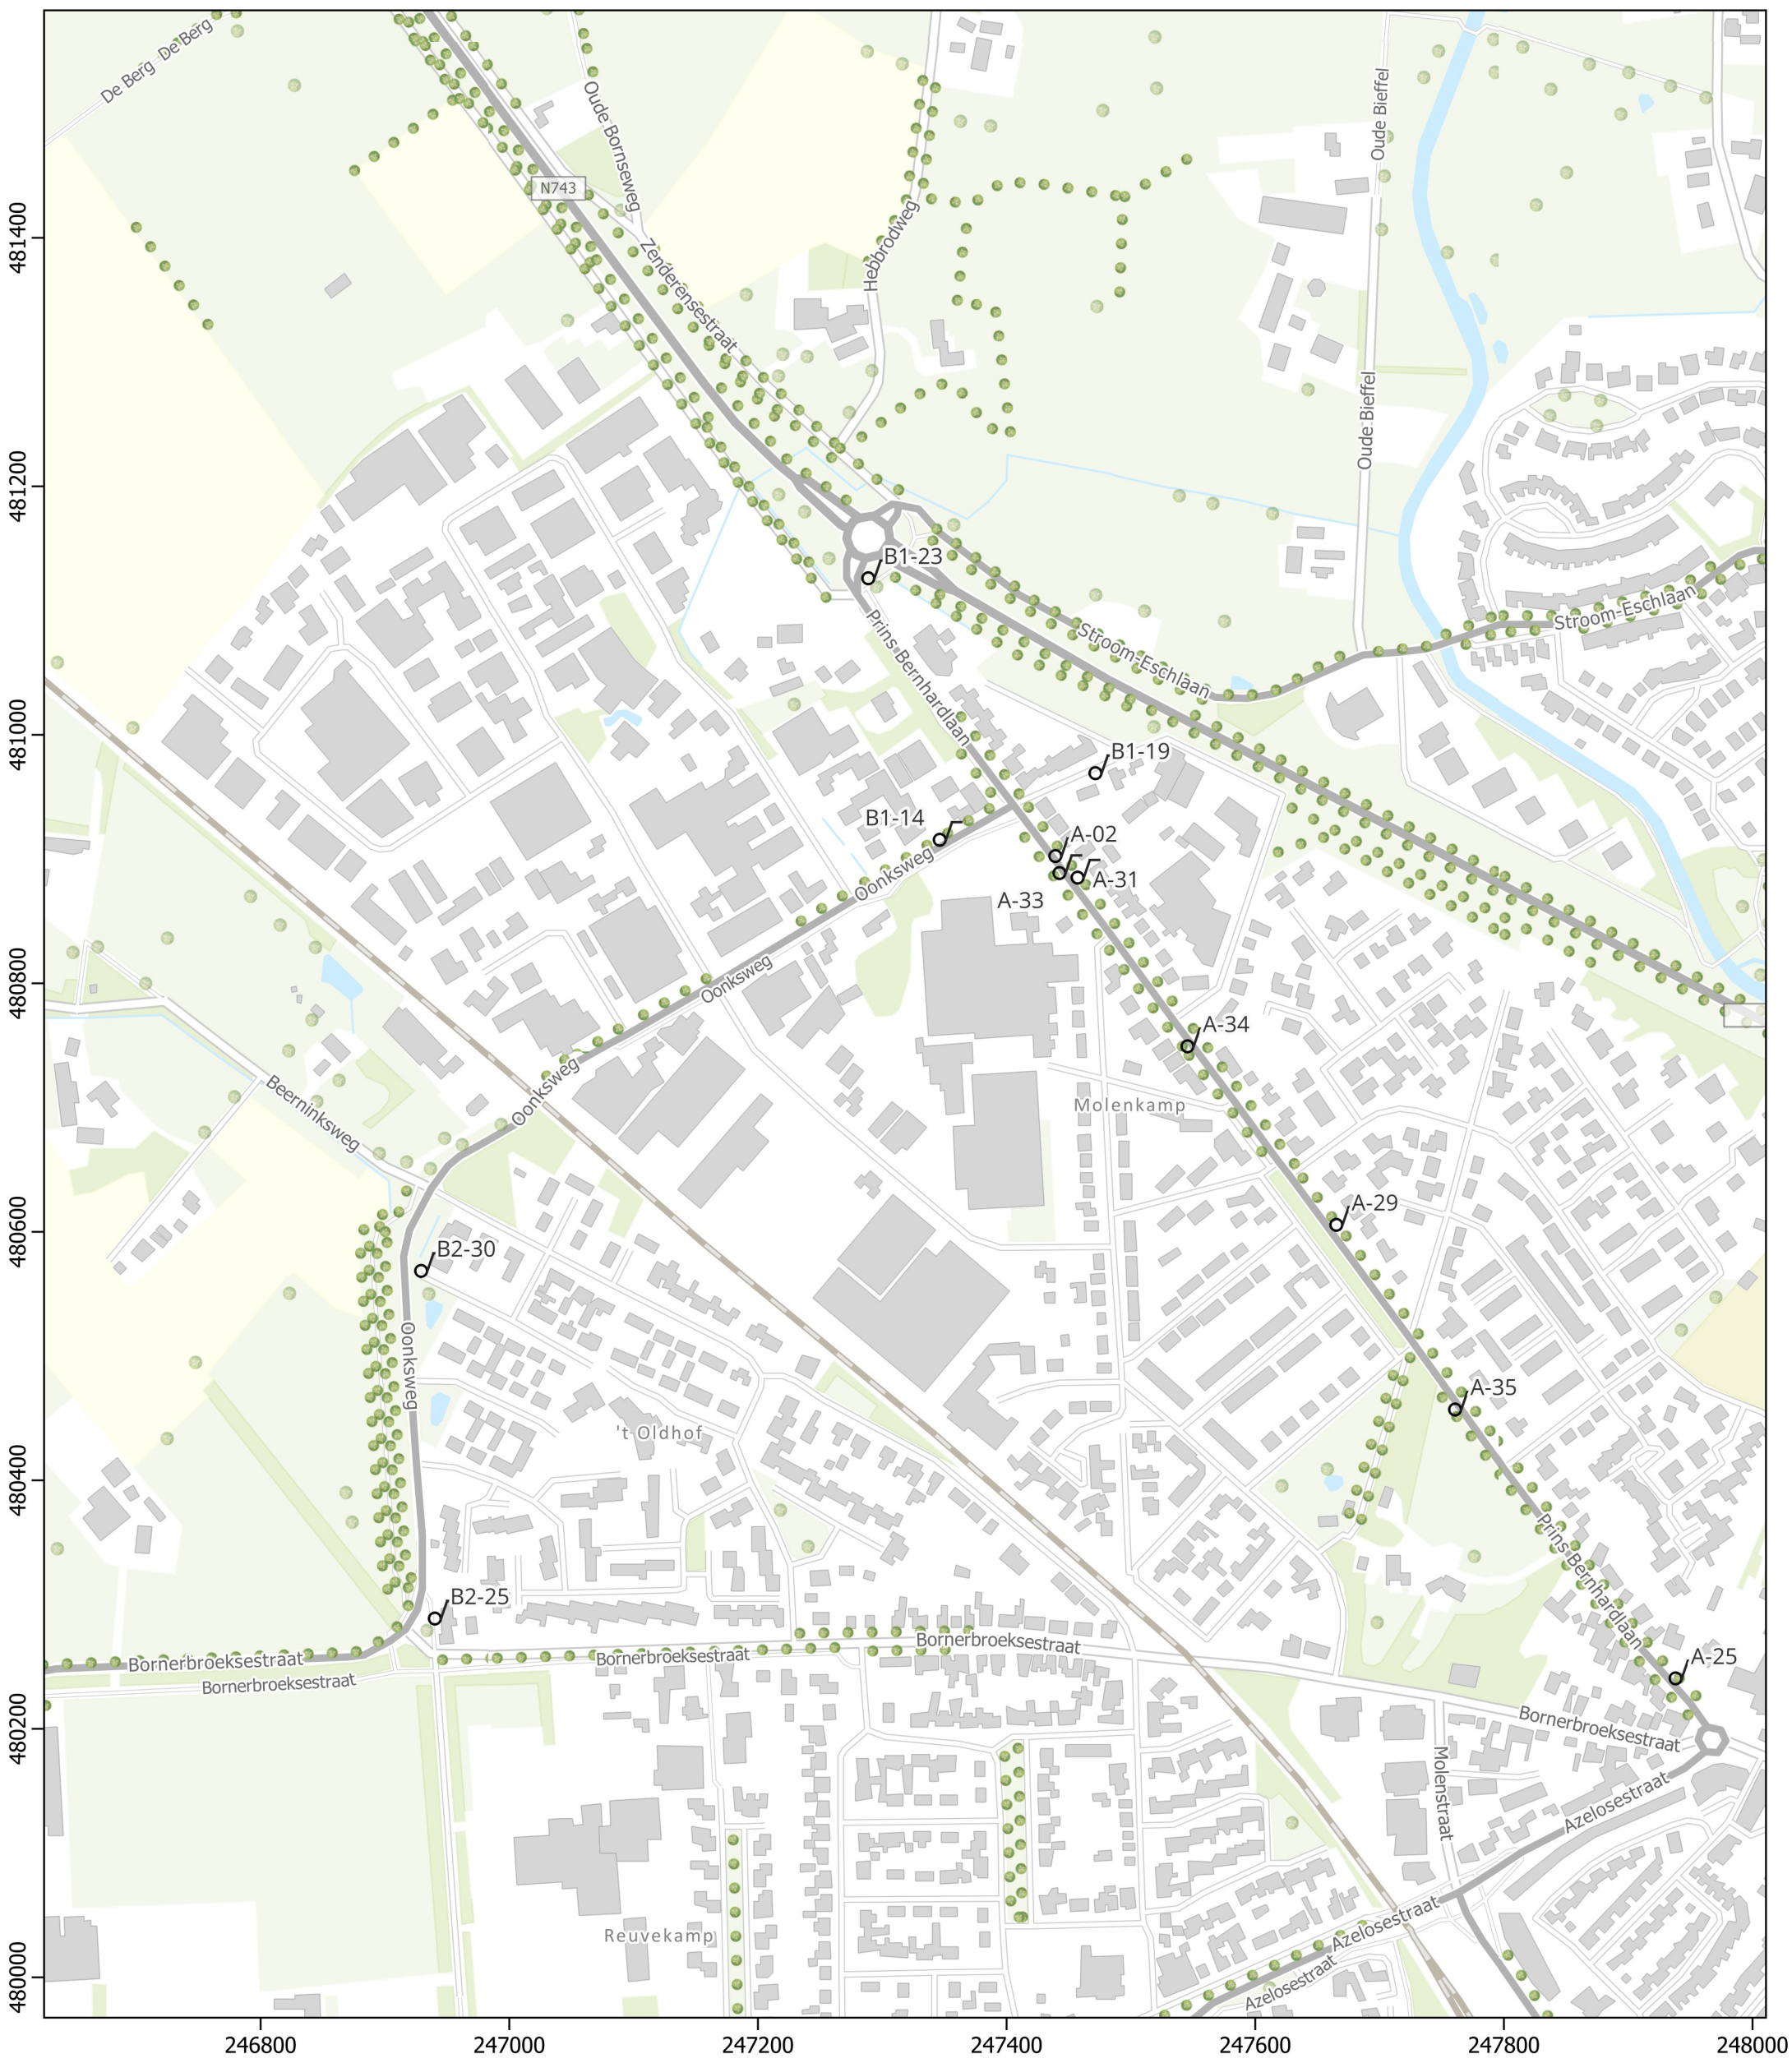 De Berg
De Berg
Oude Bornseweg
Oude Bieffel
N743
Hebbrodweg
Zenderensestraat
Oude Bieffel
B1-23
Stroom-Eschlaan
Stroom-Eschlaan
Prins Bernhardlaan
B1-19
B1-14
A-02
Oonksweg
A-31
A-33
Oonksweg
A-34
Oonksweg
Molenkamp
Beerninksweg
A-29
B2-30
Oonksweg
A-35
't Oldhof
Prins Bernhardlaan
B2-25
Bornerbroeksestraat
Bornerbroeksestraat
Bornerbroeksestraat
Bornerbroeksestraat
A-25
Bornerbroeksestraat
Molenstraat
Azelosestraat
Reuvekamp
Azelosestraat
Azelosestraat
481400
481200
481000
480800
480600
480400
480200
480000
246800
247000
247200
247400
247600
247800
248000